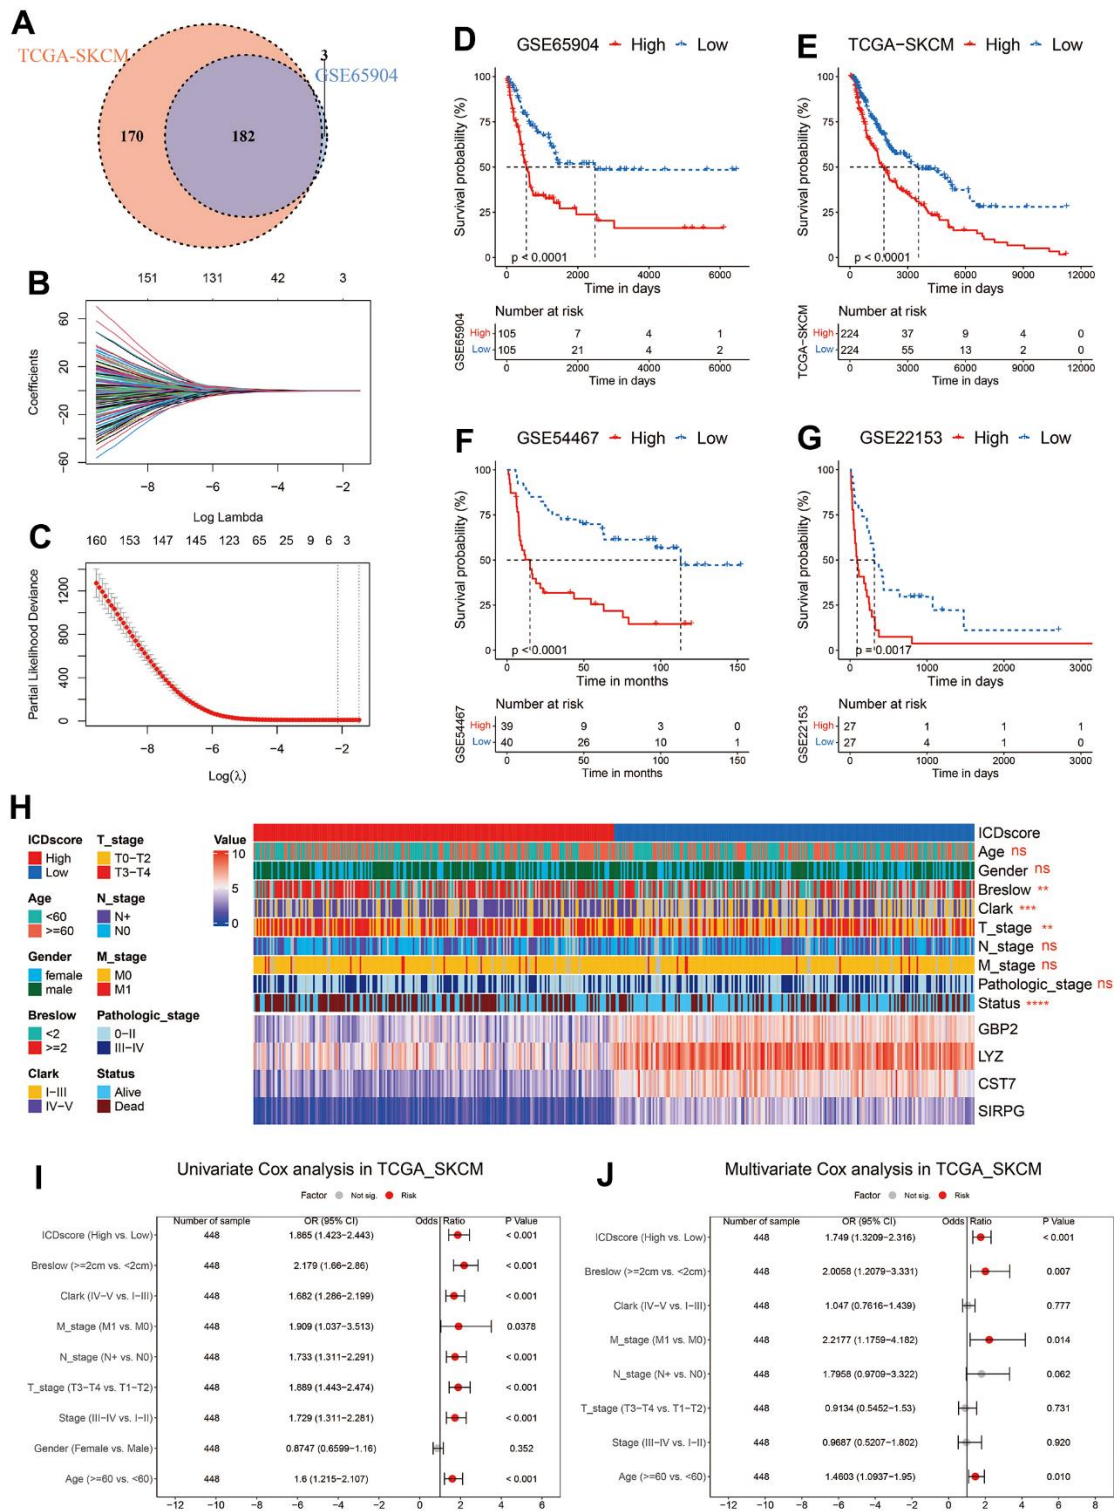 A
TCGA-SKCM
3
GSE65904
170
182
B
151 131 42 3
60
20
−20
−60
Coefficients
−8 −6 −4 −2
Log Lambda
C
160 153 147 145 123 65 25 9 6 3
1200
800
400
0
Partial Likelihood Deviance
−8 −6 −4 −2
Log(λ)
D
GSE65904 High Low
100
75
50
25
0
Survival probability (%)
p < 0.0001
0 2000 4000 6000
Time in days
Number at risk
GSE65904
High 105 7 4 1
Low 105 21 4 2
0 2000 4000 6000
Time in days
E
TCGA−SKCM High Low
100
75
50
25
0
Survival probability (%)
p < 0.0001
0 3000 6000 9000 12000
Time in days
Number at risk
TCGA−SKCM
High 224 37 9 4 0
Low 224 55 13 2 0
0 3000 6000 9000 12000
Time in days
F
GSE54467 High Low
100
75
50
25
0
Survival probability (%)
p < 0.0001
0 50 100 150
Time in months
Number at risk
GSE54467
High 39 9 3 0
Low 40 26 10 1
0 50 100 150
Time in months
G
GSE22153 High Low
100
75
50
25
0
Survival probability (%)
p = 0.0017
0 1000 2000 3000
Time in days
Number at risk
GSE22153
High 27 1 1 1
Low 27 4 1 0
0 1000 2000 3000
Time in days
H
ICDscore
High
Low
Age
<60
>=60
Gender
female
male
Breslow
<2
>=2
Clark
I−III
IV−V
T_stage
T0−T2
T3−T4
N_stage
N+
N0
M_stage
M0
M1
Pathologic_stage
0−II
III−IV
Status
Alive
Dead
Value
10
5
0
ICDscore
Age ns
Gender ns
Breslow **
Clark ***
T_stage **
N_stage ns
M_stage ns
Pathologic_stage ns
Status ****
GBP2
LYZ
CST7
SIRPG
I
Univariate Cox analysis in TCGA_SKCM
Factor Not sig. Risk
Number of sample OR (95% CI) Odds Ratio P Value
ICDscore (High vs. Low) 448 1.865 (1.423−2.443) < 0.001
Breslow (>=2cm vs. <2cm) 448 2.179 (1.66−2.86) < 0.001
Clark (IV−V vs. I−III) 448 1.682 (1.286−2.199) < 0.001
M_stage (M1 vs. M0) 448 1.909 (1.037−3.513) 0.0378
N_stage (N+ vs. N0) 448 1.733 (1.311−2.291) < 0.001
T_stage (T3−T4 vs. T1−T2) 448 1.889 (1.443−2.474) < 0.001
Stage (III−IV vs. I−II) 448 1.729 (1.311−2.281) < 0.001
Gender (Female vs. Male) 448 0.8747 (0.6599−1.16) 0.352
Age (>=60 vs. <60) 448 1.6 (1.215−2.107) < 0.001
−12 −10 −8 −6 −4 −2 0 2 4 6
J
Multivariate Cox analysis in TCGA_SKCM
Factor Not sig. Risk
Number of sample OR (95% CI) Odds Ratio P Value
ICDscore (High vs. Low) 448 1.749 (1.3209−2.316) < 0.001
Breslow (>=2cm vs. <2cm) 448 2.0058 (1.2079−3.331) 0.007
Clark (IV−V vs. I−III) 448 1.047 (0.7616−1.439) 0.777
M_stage (M1 vs. M0) 448 2.2177 (1.1759−4.182) 0.014
N_stage (N+ vs. N0) 448 1.7958 (0.9709−3.322) 0.062
T_stage (T3−T4 vs. T1−T2) 448 0.9134 (0.5452−1.53) 0.731
Stage (III−IV vs. I−II) 448 0.9687 (0.5207−1.802) 0.920
Age (>=60 vs. <60) 448 1.4603 (1.0937−1.95) 0.010
−12 −10 −8 −6 −4 −2 0 2 4 6 8